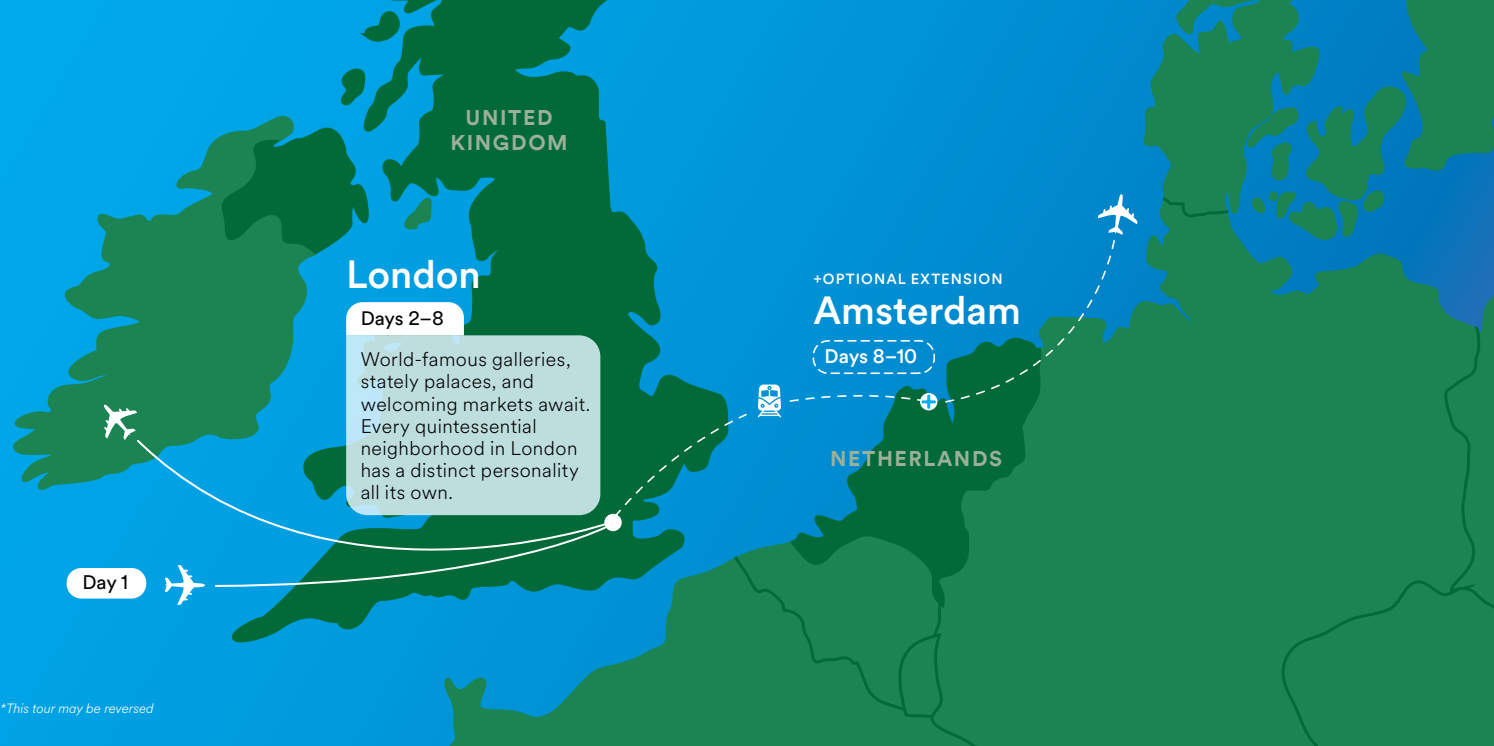 UNITED
KINGDOM
London
Days 2–8
World-famous galleries,
stately palaces, and
welcoming markets await.
Every quintessential
neighborhood in London
has a distinct personality
all its own.
+OPTIONAL EXTENSION
Amsterdam
Days 8–10
NETHERLANDS
Day 1
*This tour may be reversed